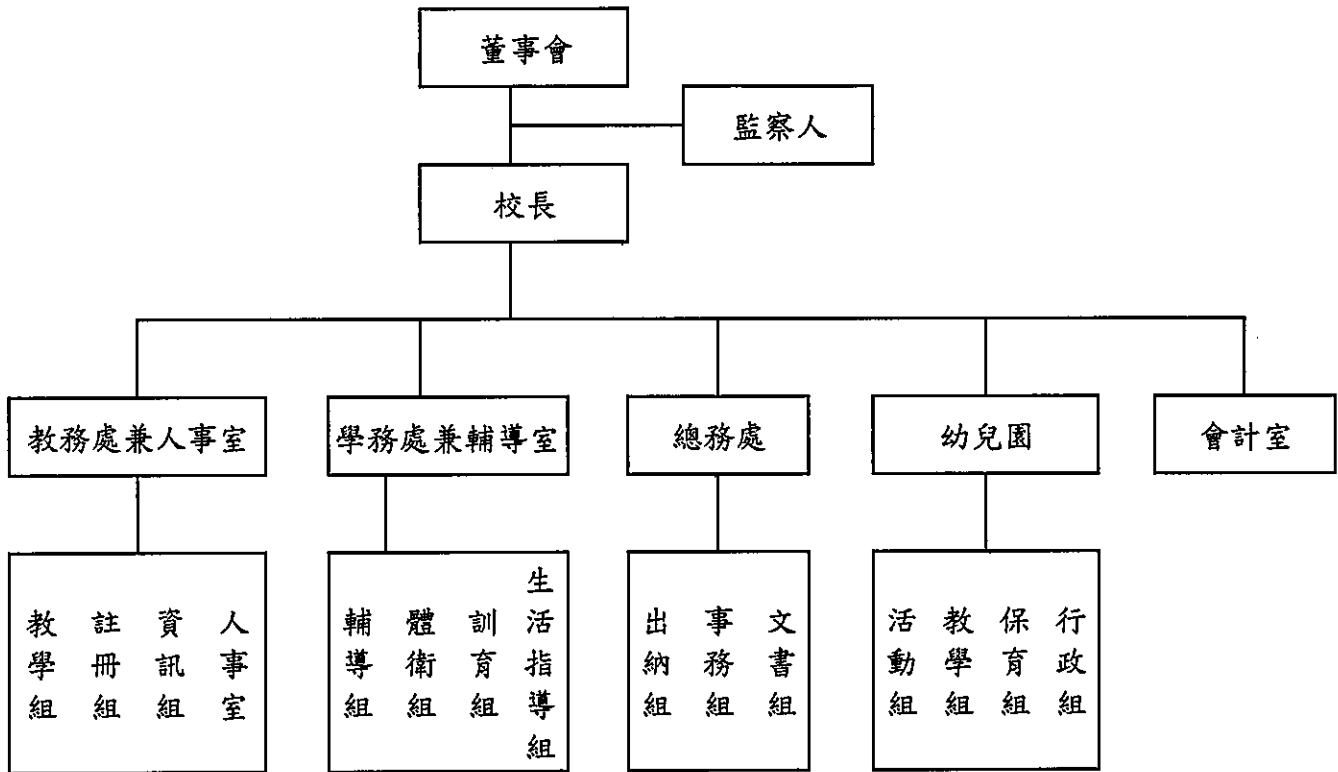 董事會
監察人
校長
教務處兼人事室
學務處兼輔導室
總務處
幼兒園
會計室
教學組
註冊組
資訊組
人事室
輔導組
體衛組
訓育組
生活指導組
出納組
事務組
文書組
活動組
教學組
保育組
行政組